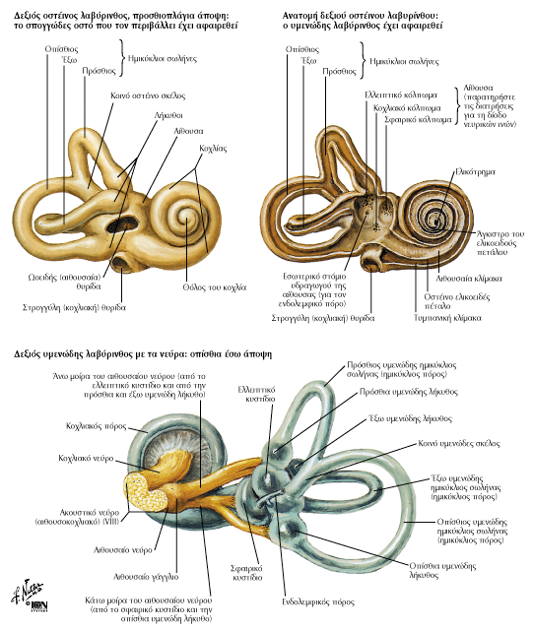 Δεξιός οστέινος λαβύρινθος, προσθιοπλάγια άποψη:
το σπογγώδες οστό που τον περιβάλλει έχει αφαιρεθεί
Οπίσθιος
Έξω
Πρόσθιος
Ημικύκλιοι σωλήνες
Κοινό οστέινο σκέλος
Λήκυθοι
Αίθουσα
Κοχλίας
Ωοειδής (αιθουσαία)
θυρίδα
Στρογγύλη (κοχλιακή) θυρίδα
Θόλος του κοχλία
Ανατομή δεξιού οστέινου λαβυρίνθου:
ο υμενώδης λαβύρινθος έχει αφαιρεθεί
Οπίσθιος
Έξω
Πρόσθιος
Ημικύκλιοι σωλήνες
Ελλειπτικό κόλπωμα
Κοχλιακό κόλπωμα
Σφαιρικό κόλπωμα
Αίθουσα
(παρατηρήστε
τις διατρήσεις
για τη δίοδο
νευρικών ινών)
Ελικότρημα
Άγκιστρο του
ελικοειδούς
πετάλου
Αιθουσαία κλίμακα
Οστέινο ελικοειδές
πέταλο
Τυμπανική κλίμακα
Εσωτερικό στόμιο
υδραγωγού της
αίθουσας (για τον
ενδολεμφικό πόρο)
Στρογγύλη (κοχλιακή) θυρίδα
Δεξιός υμενώδης λαβύρινθος με τα νεύρα: οπίσθια έσω άποψη
Άνω μοίρα του αιθουσαίου νεύρου (από το
ελλειπτικό κυστίδιο και από την
πρόσθια και έξω υμενώδη λήκυθο)
Ελλειπτικό
κυστίδιο
Πρόσθιος υμενώδης ημικύκλιος
σωλήνας (ημικύκλιος πόρος)
Πρόσθια υμενώδης λήκυθος
Έξω υμενώδης λήκυθος
Κοινό υμενώδες σκέλος
Έξω υμενώδης
ημικύκλιος σωλήνας
(ημικύκλιος πόρος)
Οπίσθιος υμενώδης
ημικύκλιος σωλήνας
(ημικύκλιος πόρος)
Οπίσθια υμενώδης
λήκυθος
Κοχλιακός πόρος
Κοχλιακό νεύρο
Ακουστικό νεύρο
(αιθουσοκοχλιακό) (VIII)
Αιθουσαίο νεύρο
Αιθουσαίο γάγγλιο
Κάτω μοίρα του αιθουσαίου νεύρου
(από το σφαιρικό κυστίδιο και την
οπίσθια υμενώδη λήκυθο)
Σφαιρικό
κυστίδιο
Ενδολεμφικός πόρος